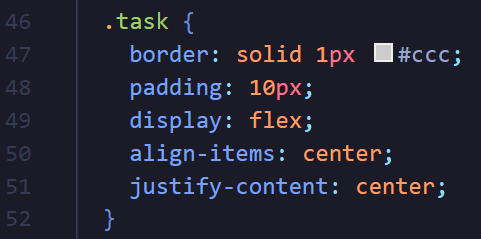 46 .task {
47 border: solid 1px #ccc;
48 padding: 10px;
49 display: flex;
50 align-items: center;
51 justify-content: center;
52 }